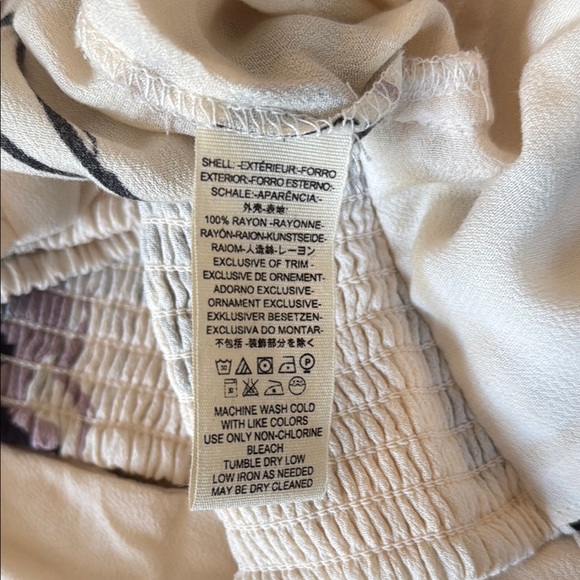 SHELL:-EXTÉRIEUR:-FORRO
EXTERIOR-FORRO ESTERNO:-
SCHALE:-APARÊNCIA:-
外壳-表地
100% RAYON -RAYONNE-
RAYÓN-RAION-KUNSTSEIDE-
RAIOM-人造絲-レーヨン
EXCLUSIVE OF TRIM -
EXCLUSIVE DE ORNEMENT-
ADORNO EXCLUSIVE-
ORNAMENT EXCLUSIVE-
EXKLUSIVER BESETZEN-
EXCLUSIVA DO MONTAR-
不包括 -装飾部分を除く
MACHINE WASH COLD
WITH LIKE COLORS
USE ONLY NON-CHLORINE
BLEACH
TUMBLE DRY LOW
LOW IRON AS NEEDED
MAY BE DRY CLEANED